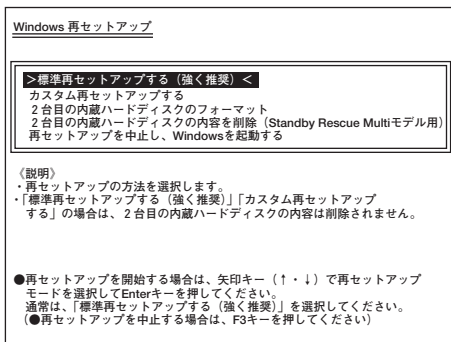 Windows 再セットアップ
>標準再セットアップする（強く推奨）<
カスタム再セットアップする
2台目の内蔵ハードディスクのフォーマット
2台目の内蔵ハードディスクの内容を削除（Standby Rescue Multiモデル用）
再セットアップを中止し、Windowsを起動する
《説明》
・再セットアップの方法を選択します。
・「標準再セットアップする（強く推奨）」「カスタム再セットアップ
する」の場合は、2台目の内蔵ハードディスクの内容は削除されません。
●再セットアップを開始する場合は、矢印キー（↑・↓）で再セットアップ
モードを選択してEnterキーを押してください。
通常は、「標準再セットアップする（強く推奨）」を選択してください。
（●再セットアップを中止する場合は、F3キーを押してください）